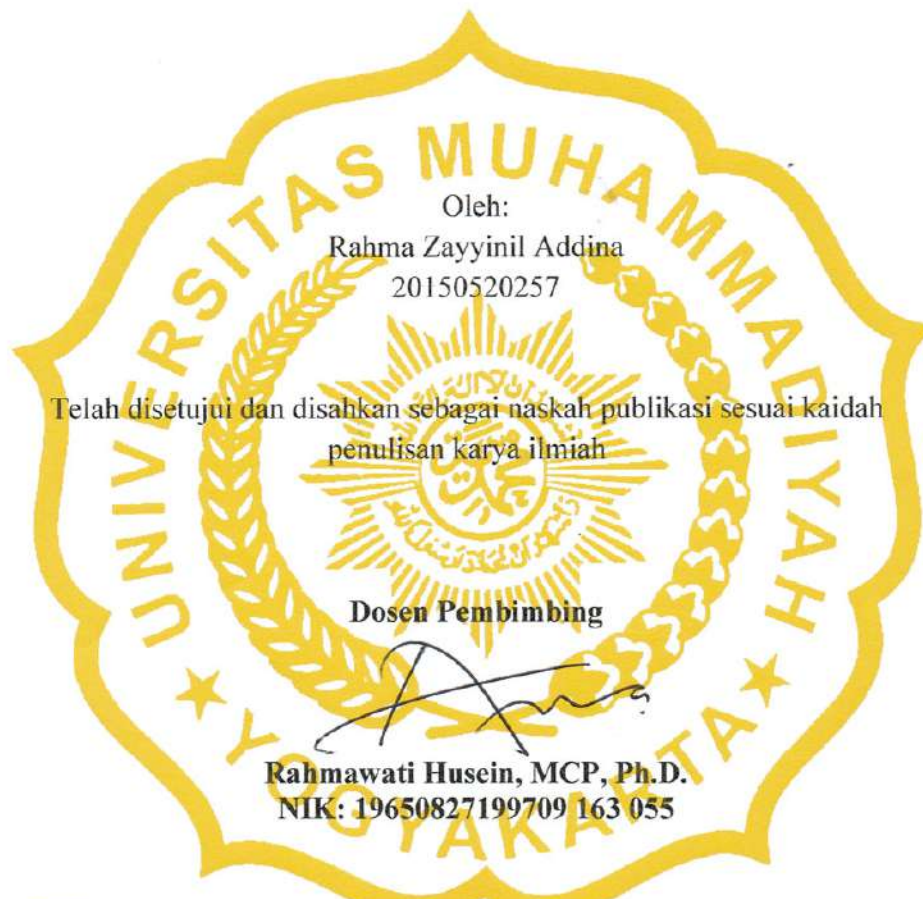 UNIVERSITAS MUHAMMADIYAH
Oleh:
Rahma Zayyinil Addina
20150520257
Telah disetujui dan disahkan sebagai naskah publikasi sesuai kaidah
penulisan karya ilmiah
Dosen Pembimbing
Rahmawati Husein, MCP, Ph.D.
NIK: 19650827199709 163 055
★ YOGYAKARTA ★